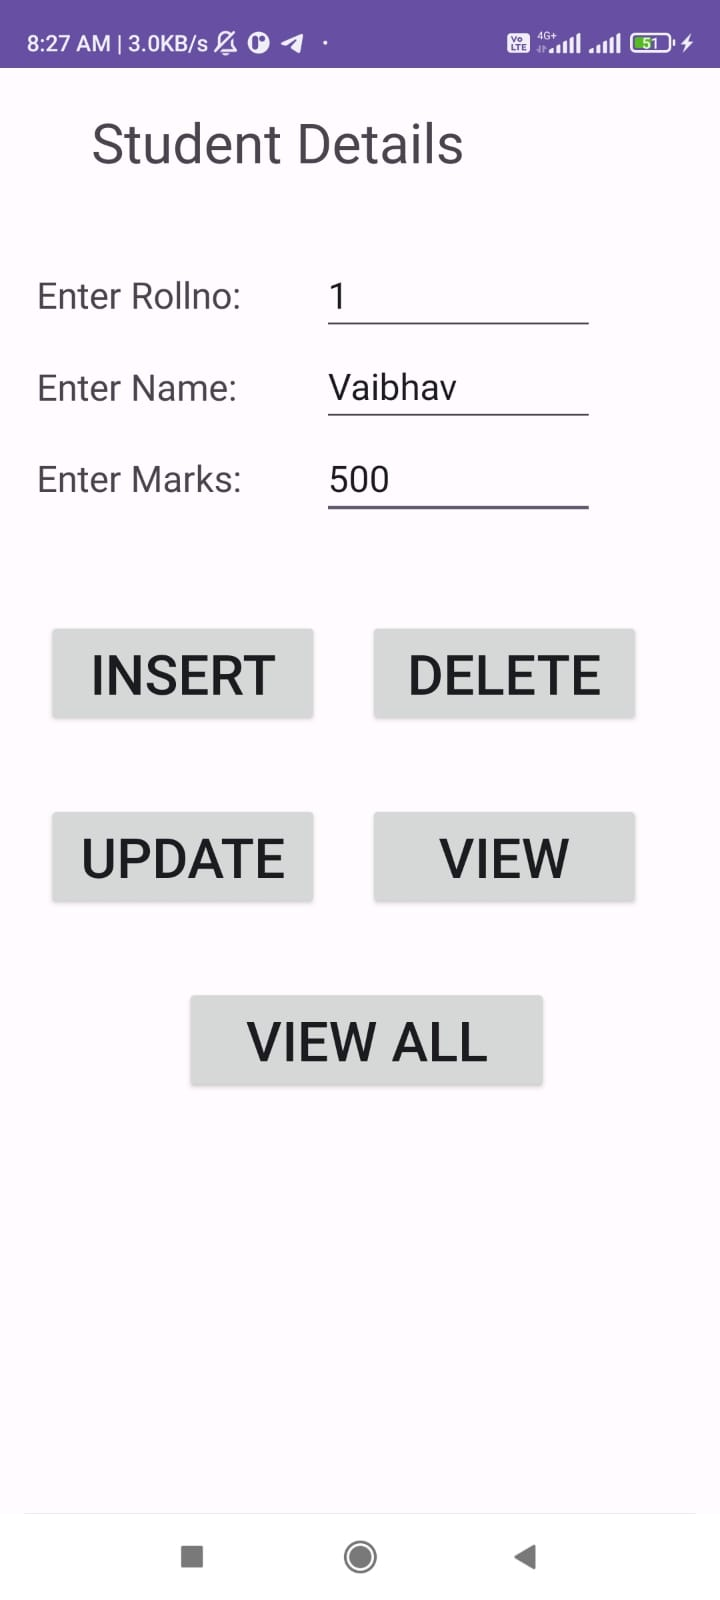 8:27 AM | 3.0KB/s Vo LTE 4G+ 51
Student Details
Enter Rollno: 1
Enter Name: Vaibhav
Enter Marks: 500
INSERT DELETE
UPDATE VIEW
VIEW ALL